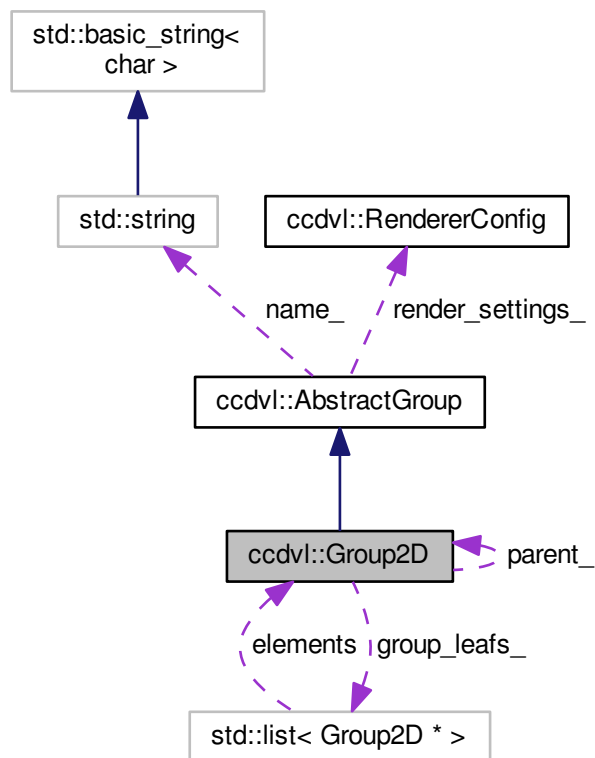 std::basic_string<
char >
std::string
ccdvl::RendererConfig
name_
render_settings_
ccdvl::AbstractGroup
ccdvl::Group2D
parent_
elements
group_leafs_
std::list< Group2D * >